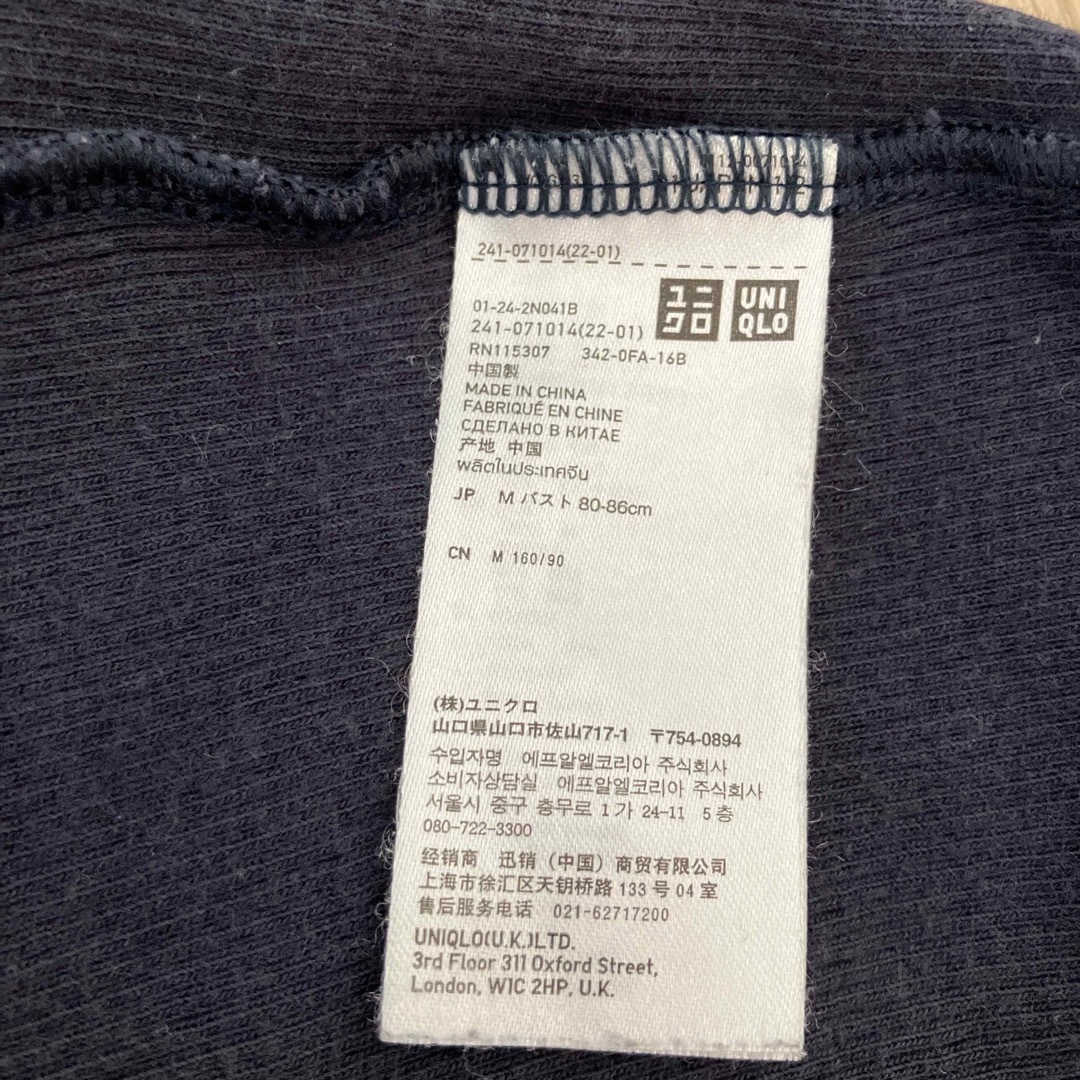 241-071014(22-01)
01-24-2N041B
ユニクロ
UNIQLO
241-071014(22-01)
RN115307 342-0FA-16B
中国製
MADE IN CHINA
FABRIQUÉ EN CHINE
СДЕЛАНО В КИТАЕ
产地 中国
ผลิตในประเทศจีน
JP M バスト 80-86cm
CN M 160/90
(株)ユニクロ
山口県山口市佐山717-1 〒754-0894
수입자명 에프알엘코리아 주식회사
소비자상담실 에프알엘코리아 주식회사
서울시 중구 충무로 1가 24-11 5층
080-722-3300
经销商 迅销（中国）商贸有限公司
上海市徐汇区天钥桥路 133 号 04 室
售后服务电话 021-62717200
UNIQLO(U.K.)LTD.
3rd Floor 311 Oxford Street,
London, W1C 2HP, U.K.